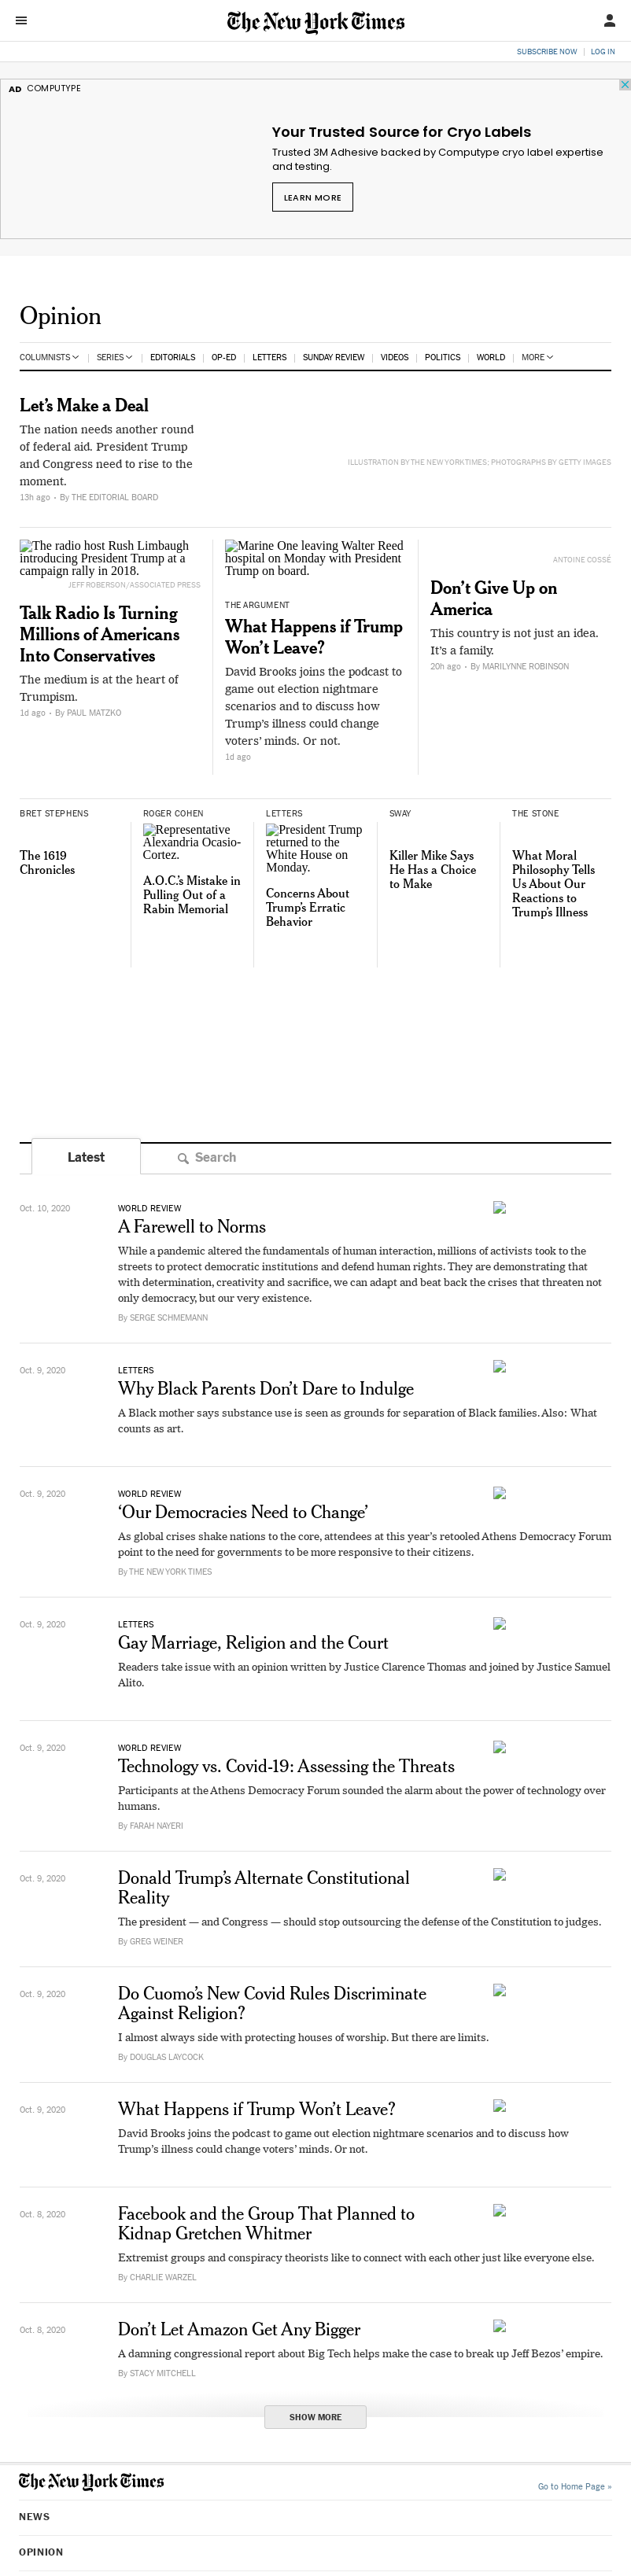 The New York Times
SUBSCRIBE NOW | LOG IN
AD COMPUTYPE
Your Trusted Source for Cryo Labels
Trusted 3M Adhesive backed by Computype cryo label expertise
and testing.
LEARN MORE
Opinion
COLUMNISTS | SERIES | EDITORIALS | OP-ED | LETTERS | SUNDAY REVIEW | VIDEOS | POLITICS | WORLD | MORE
Let’s Make a Deal
The nation needs another round
of federal aid. President Trump
and Congress need to rise to the
moment.
13h ago • By THE EDITORIAL BOARD
ILLUSTRATION BY THE NEW YORK TIMES; PHOTOGRAPHS BY GETTY IMAGES
The radio host Rush Limbaugh
introducing President Trump at a
campaign rally in 2018.
JEFF ROBERSON/ASSOCIATED PRESS
Talk Radio Is Turning
Millions of Americans
Into Conservatives
The medium is at the heart of
Trumpism.
1d ago • By PAUL MATZKO
Marine One leaving Walter Reed
hospital on Monday with President
Trump on board.
THE ARGUMENT
What Happens if Trump
Won’t Leave?
David Brooks joins the podcast to
game out election nightmare
scenarios and to discuss how
Trump’s illness could change
voters’ minds. Or not.
1d ago
ANTOINE COSSÉ
Don’t Give Up on
America
This country is not just an idea.
It’s a family.
20h ago • By MARILYNNE ROBINSON
BRET STEPHENS
The 1619
Chronicles
ROGER COHEN
Representative
Alexandria Ocasio-
Cortez.
A.O.C.’s Mistake in
Pulling Out of a
Rabin Memorial
LETTERS
President Trump
returned to the
White House on
Monday.
Concerns About
Trump’s Erratic
Behavior
SWAY
Killer Mike Says
He Has a Choice
to Make
THE STONE
What Moral
Philosophy Tells
Us About Our
Reactions to
Trump’s Illness
Latest
Search
Oct. 10, 2020
WORLD REVIEW
A Farewell to Norms
While a pandemic altered the fundamentals of human interaction, millions of activists took to the
streets to protect democratic institutions and defend human rights. They are demonstrating that
with determination, creativity and sacrifice, we can adapt and beat back the crises that threaten not
only democracy, but our very existence.
By SERGE SCHMEMANN
Oct. 9, 2020
LETTERS
Why Black Parents Don’t Dare to Indulge
A Black mother says substance use is seen as grounds for separation of Black families. Also: What
counts as art.
Oct. 9, 2020
WORLD REVIEW
‘Our Democracies Need to Change’
As global crises shake nations to the core, attendees at this year’s retooled Athens Democracy Forum
point to the need for governments to be more responsive to their citizens.
By THE NEW YORK TIMES
Oct. 9, 2020
LETTERS
Gay Marriage, Religion and the Court
Readers take issue with an opinion written by Justice Clarence Thomas and joined by Justice Samuel
Alito.
Oct. 9, 2020
WORLD REVIEW
Technology vs. Covid-19: Assessing the Threats
Participants at the Athens Democracy Forum sounded the alarm about the power of technology over
humans.
By FARAH NAYERI
Oct. 9, 2020
Donald Trump’s Alternate Constitutional
Reality
The president — and Congress — should stop outsourcing the defense of the Constitution to judges.
By GREG WEINER
Oct. 9, 2020
Do Cuomo’s New Covid Rules Discriminate
Against Religion?
I almost always side with protecting houses of worship. But there are limits.
By DOUGLAS LAYCOCK
Oct. 9, 2020
What Happens if Trump Won’t Leave?
David Brooks joins the podcast to game out election nightmare scenarios and to discuss how
Trump’s illness could change voters’ minds. Or not.
Oct. 8, 2020
Facebook and the Group That Planned to
Kidnap Gretchen Whitmer
Extremist groups and conspiracy theorists like to connect with each other just like everyone else.
By CHARLIE WARZEL
Oct. 8, 2020
Don’t Let Amazon Get Any Bigger
A damning congressional report about Big Tech helps make the case to break up Jeff Bezos’ empire.
By STACY MITCHELL
SHOW MORE
The New York Times
Go to Home Page »
NEWS
OPINION